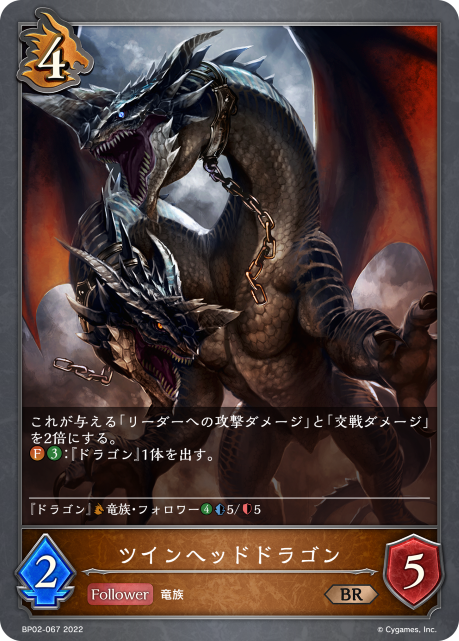 4
これが与える「リーダーへの攻撃ダメージ」と「交戦ダメージ」
を2倍にする。
F 3:『ドラゴン』1体を出す。
『ドラゴン』竜族・フォロワー 4 5/5
ツインヘッドドラゴン
2
Follower 竜族
BR
5
BP02-067 2022
© Cygames, Inc.